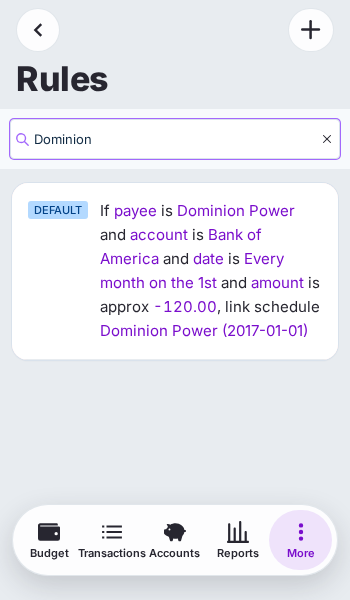 Rules
Dominion
DEFAULT
If payee is Dominion Power
and account is Bank of
America and date is Every
month on the 1st and amount is
approx -120.00, link schedule
Dominion Power (2017-01-01)
Budget
Transactions
Accounts
Reports
More